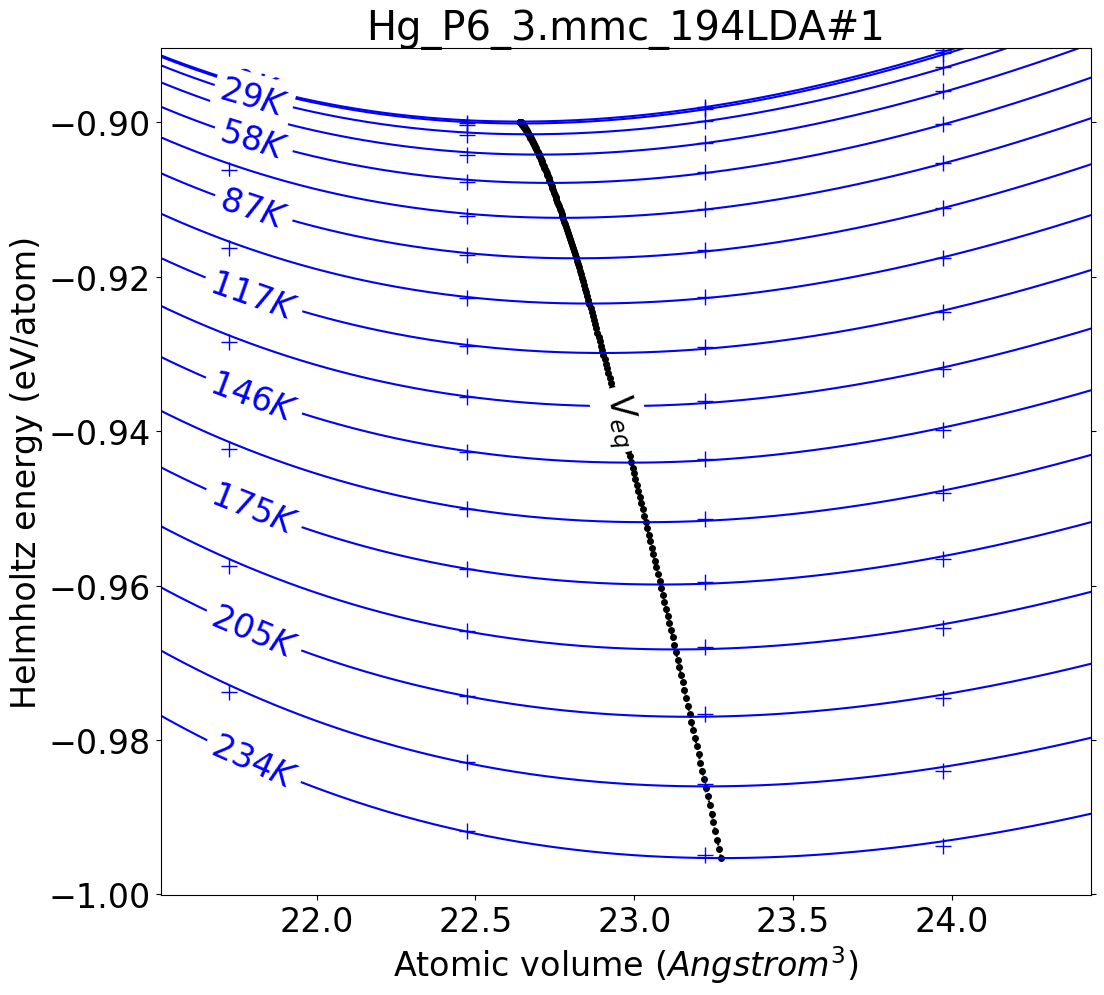 Hg_P6_3.mmc_194LDA#1
Helmholtz energy (eV/atom)
−0.90
−0.92
−0.94
−0.96
−0.98
−1.00
29K
58K
87K
117K
146K
175K
205K
234K
V_eq
22.0 22.5 23.0 23.5 24.0
Atomic volume (Angstrom³)